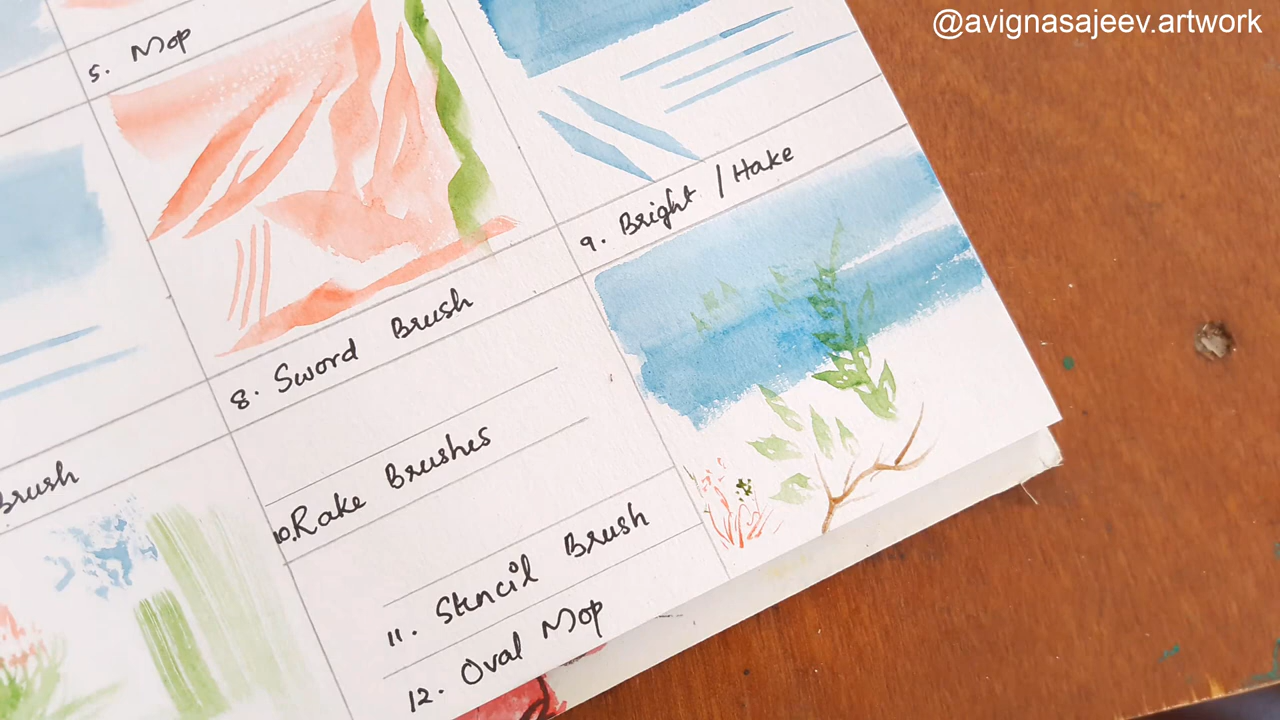 @avignasajeev.artwork
5. Mop
9. Bright / Hake
8. Sword Brush
Brush
10. Rake Brushes
11. Stencil Brush
12. Oval Mop